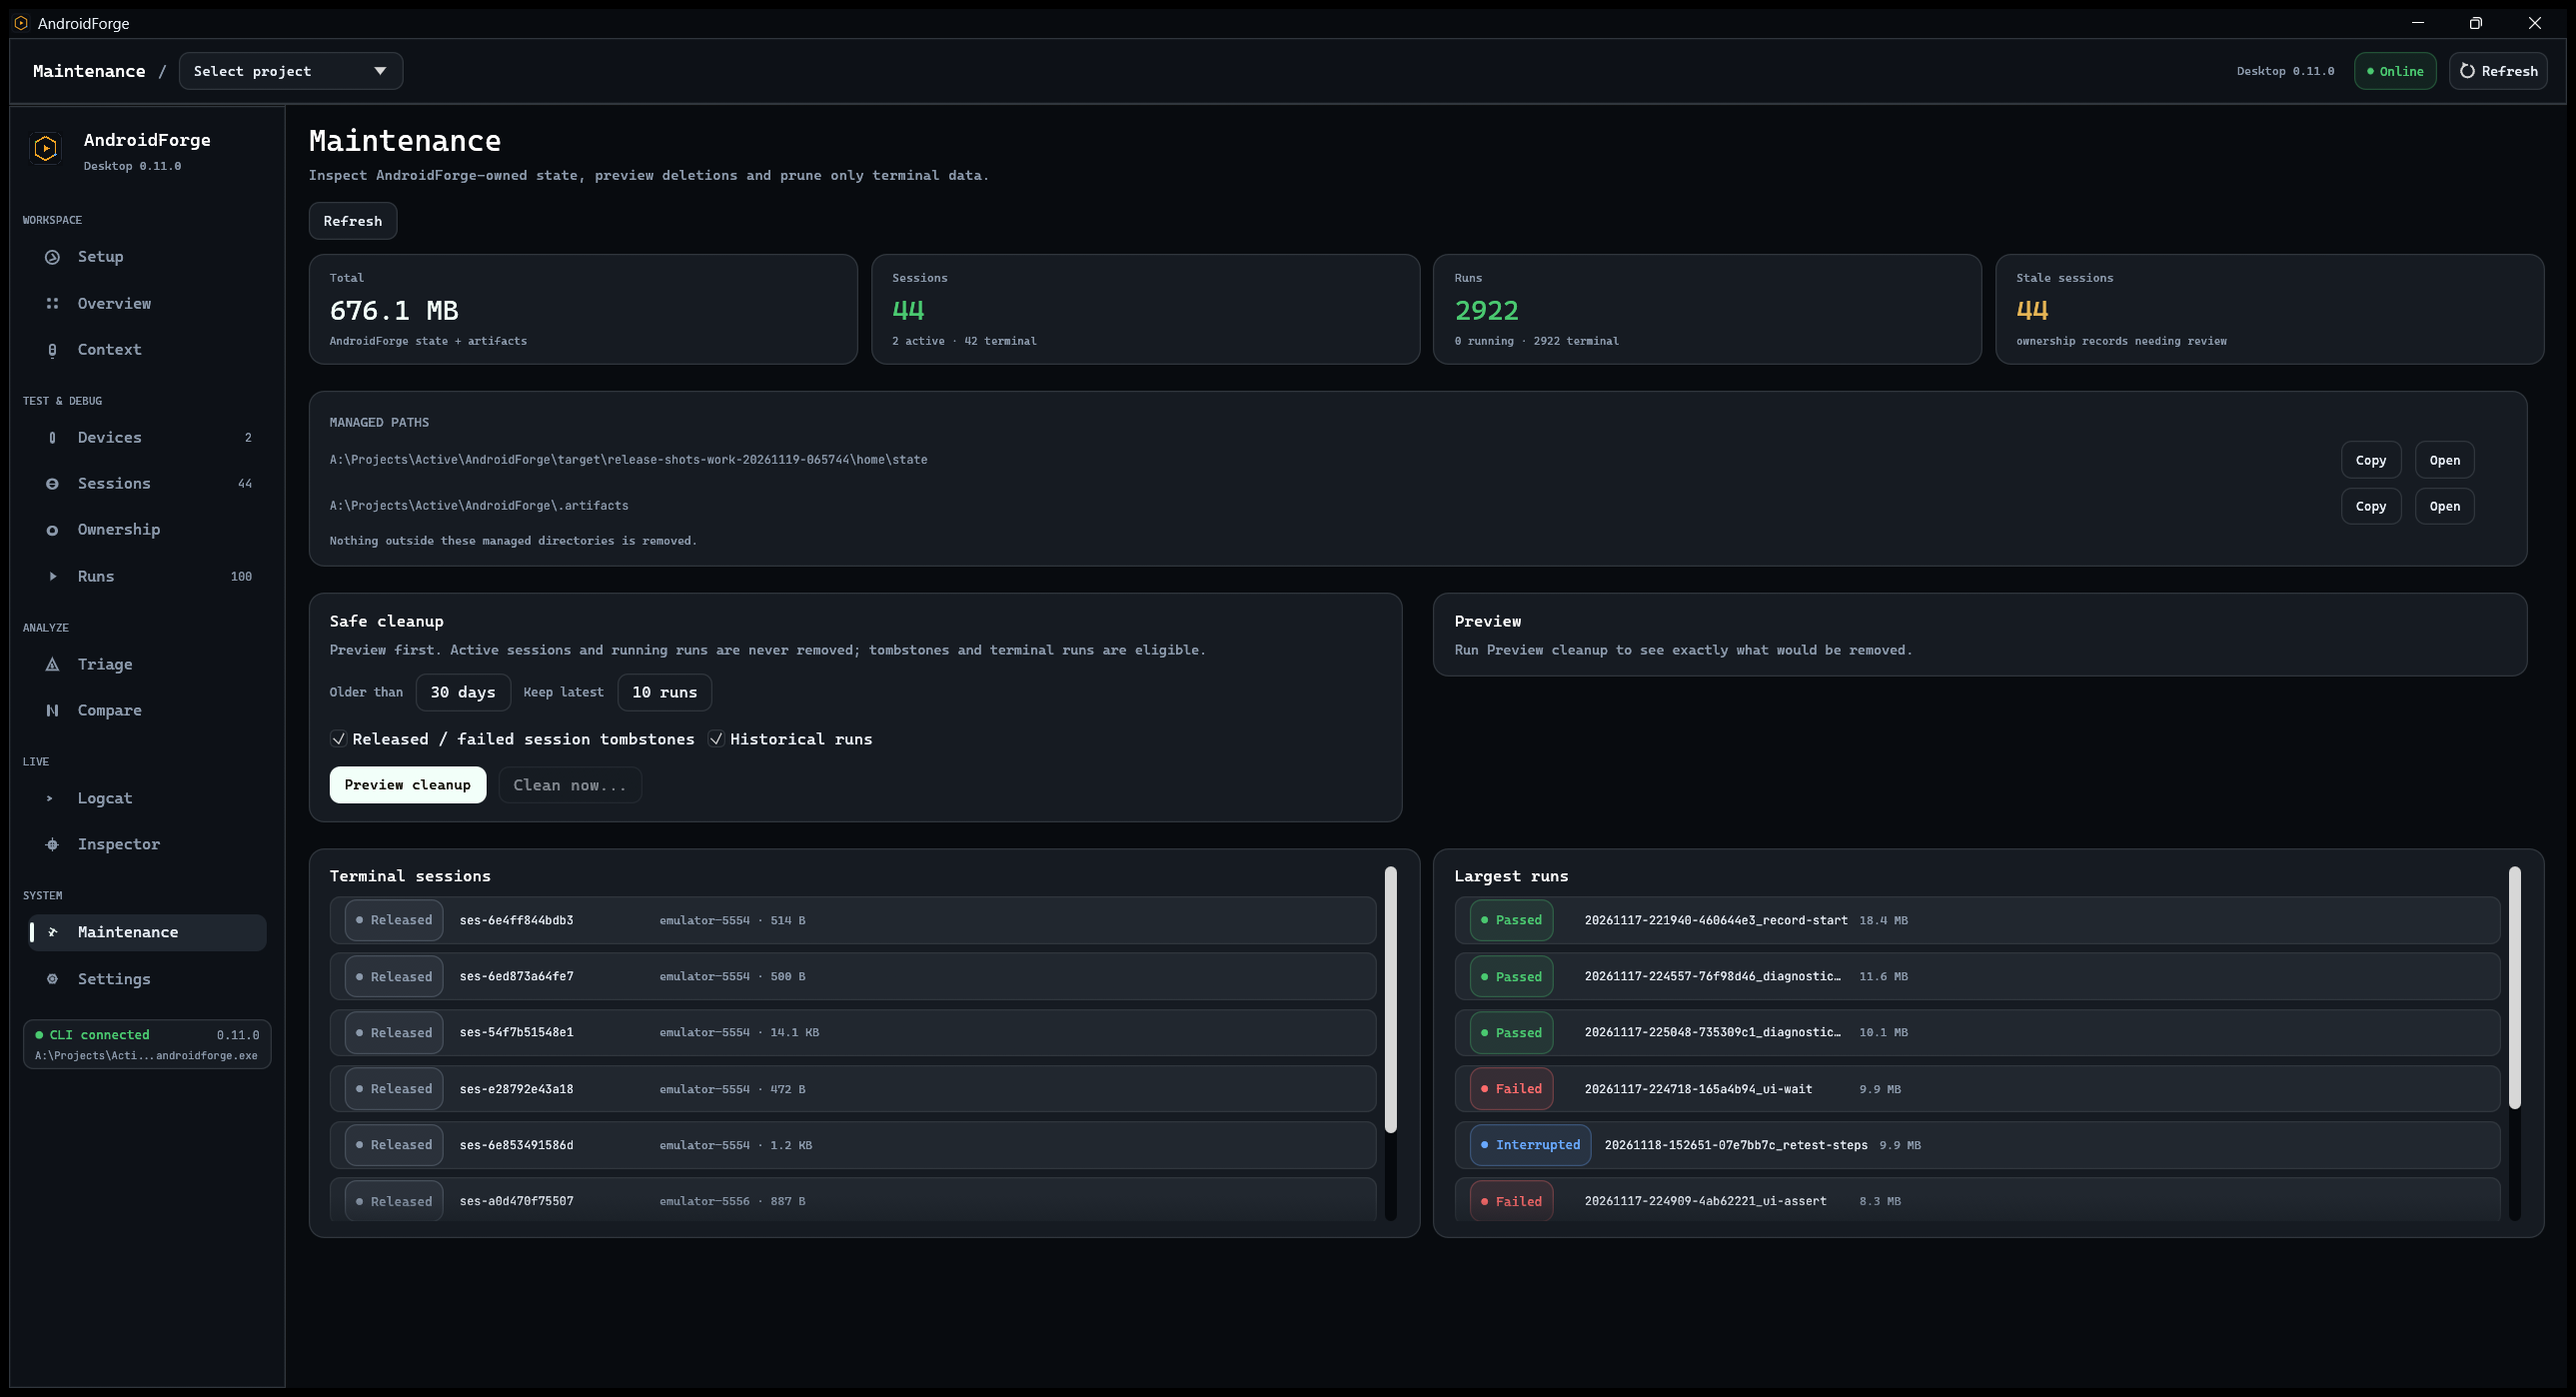 AndroidForge
Maintenance / Select project
Desktop 0.11.0
Online
Refresh
AndroidForge
Desktop 0.11.0
WORKSPACE
Setup
Overview
Context
TEST & DEBUG
Devices 2
Sessions 44
Ownership
Runs 100
ANALYZE
Triage
Compare
LIVE
Logcat
Inspector
SYSTEM
Maintenance
Settings
CLI connected 0.11.0
A:\Projects\Acti...androidforge.exe
Maintenance
Inspect AndroidForge-owned state, preview deletions and prune only terminal data.
Refresh
Total
676.1 MB
AndroidForge state + artifacts
Sessions
44
2 active · 42 terminal
Runs
2922
0 running · 2922 terminal
Stale sessions
44
ownership records needing review
MANAGED PATHS
A:\Projects\Active\AndroidForge\target\release-shots-work-20261119-065744\home\state
Copy Open
A:\Projects\Active\AndroidForge\.artifacts
Copy Open
Nothing outside these managed directories is removed.
Safe cleanup
Preview first. Active sessions and running runs are never removed; tombstones and terminal runs are eligible.
Older than 30 days Keep latest 10 runs
Released / failed session tombstones Historical runs
Preview cleanup Clean now...
Preview
Run Preview cleanup to see exactly what would be removed.
Terminal sessions
Released ses-6e4ff844bdb3 emulator-5554 · 514 B
Released ses-6ed873a64fe7 emulator-5554 · 500 B
Released ses-54f7b51548e1 emulator-5554 · 14.1 KB
Released ses-e28792e43a18 emulator-5554 · 472 B
Released ses-6e853491586d emulator-5554 · 1.2 KB
Released ses-a0d470f75507 emulator-5556 · 887 B
Largest runs
Passed 20261117-221940-460644e3_record-start 18.4 MB
Passed 20261117-224557-76f98d46_diagnostic… 11.6 MB
Passed 20261117-225048-735309c1_diagnostic… 10.1 MB
Failed 20261117-224718-165a4b94_ui-wait 9.9 MB
Interrupted 20261118-152651-07e7bb7c_retest-steps 9.9 MB
Failed 20261117-224909-4ab62221_ui-assert 8.3 MB